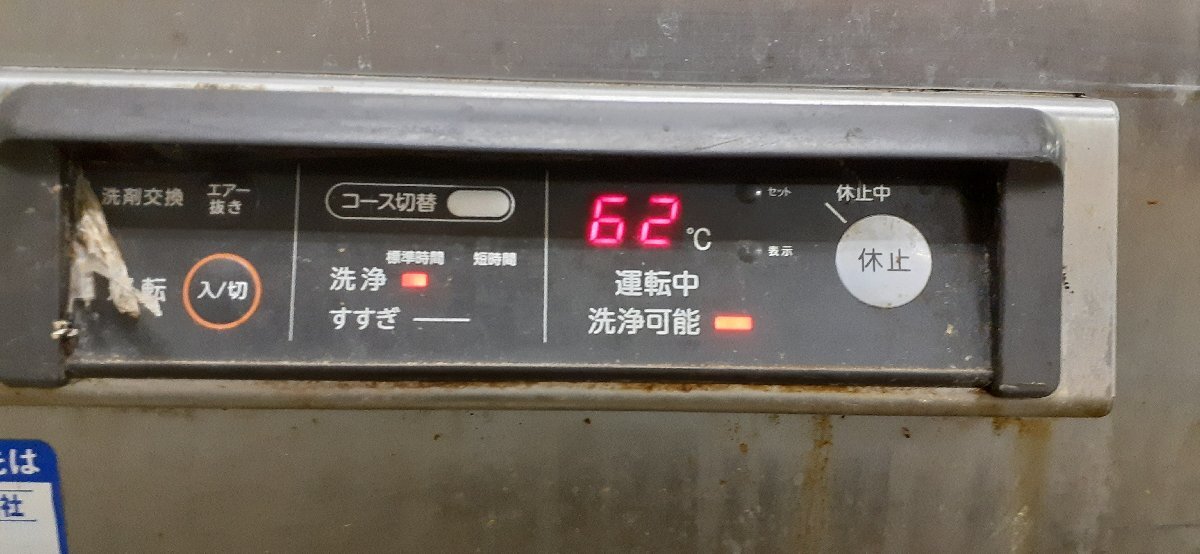 洗剤交換
エアー
抜き
転
入/切
コース切替
標準時間 短時間
洗浄
すすぎ
62 ℃
セット
表示
運転中
洗浄可能
休止中
休止
は
社